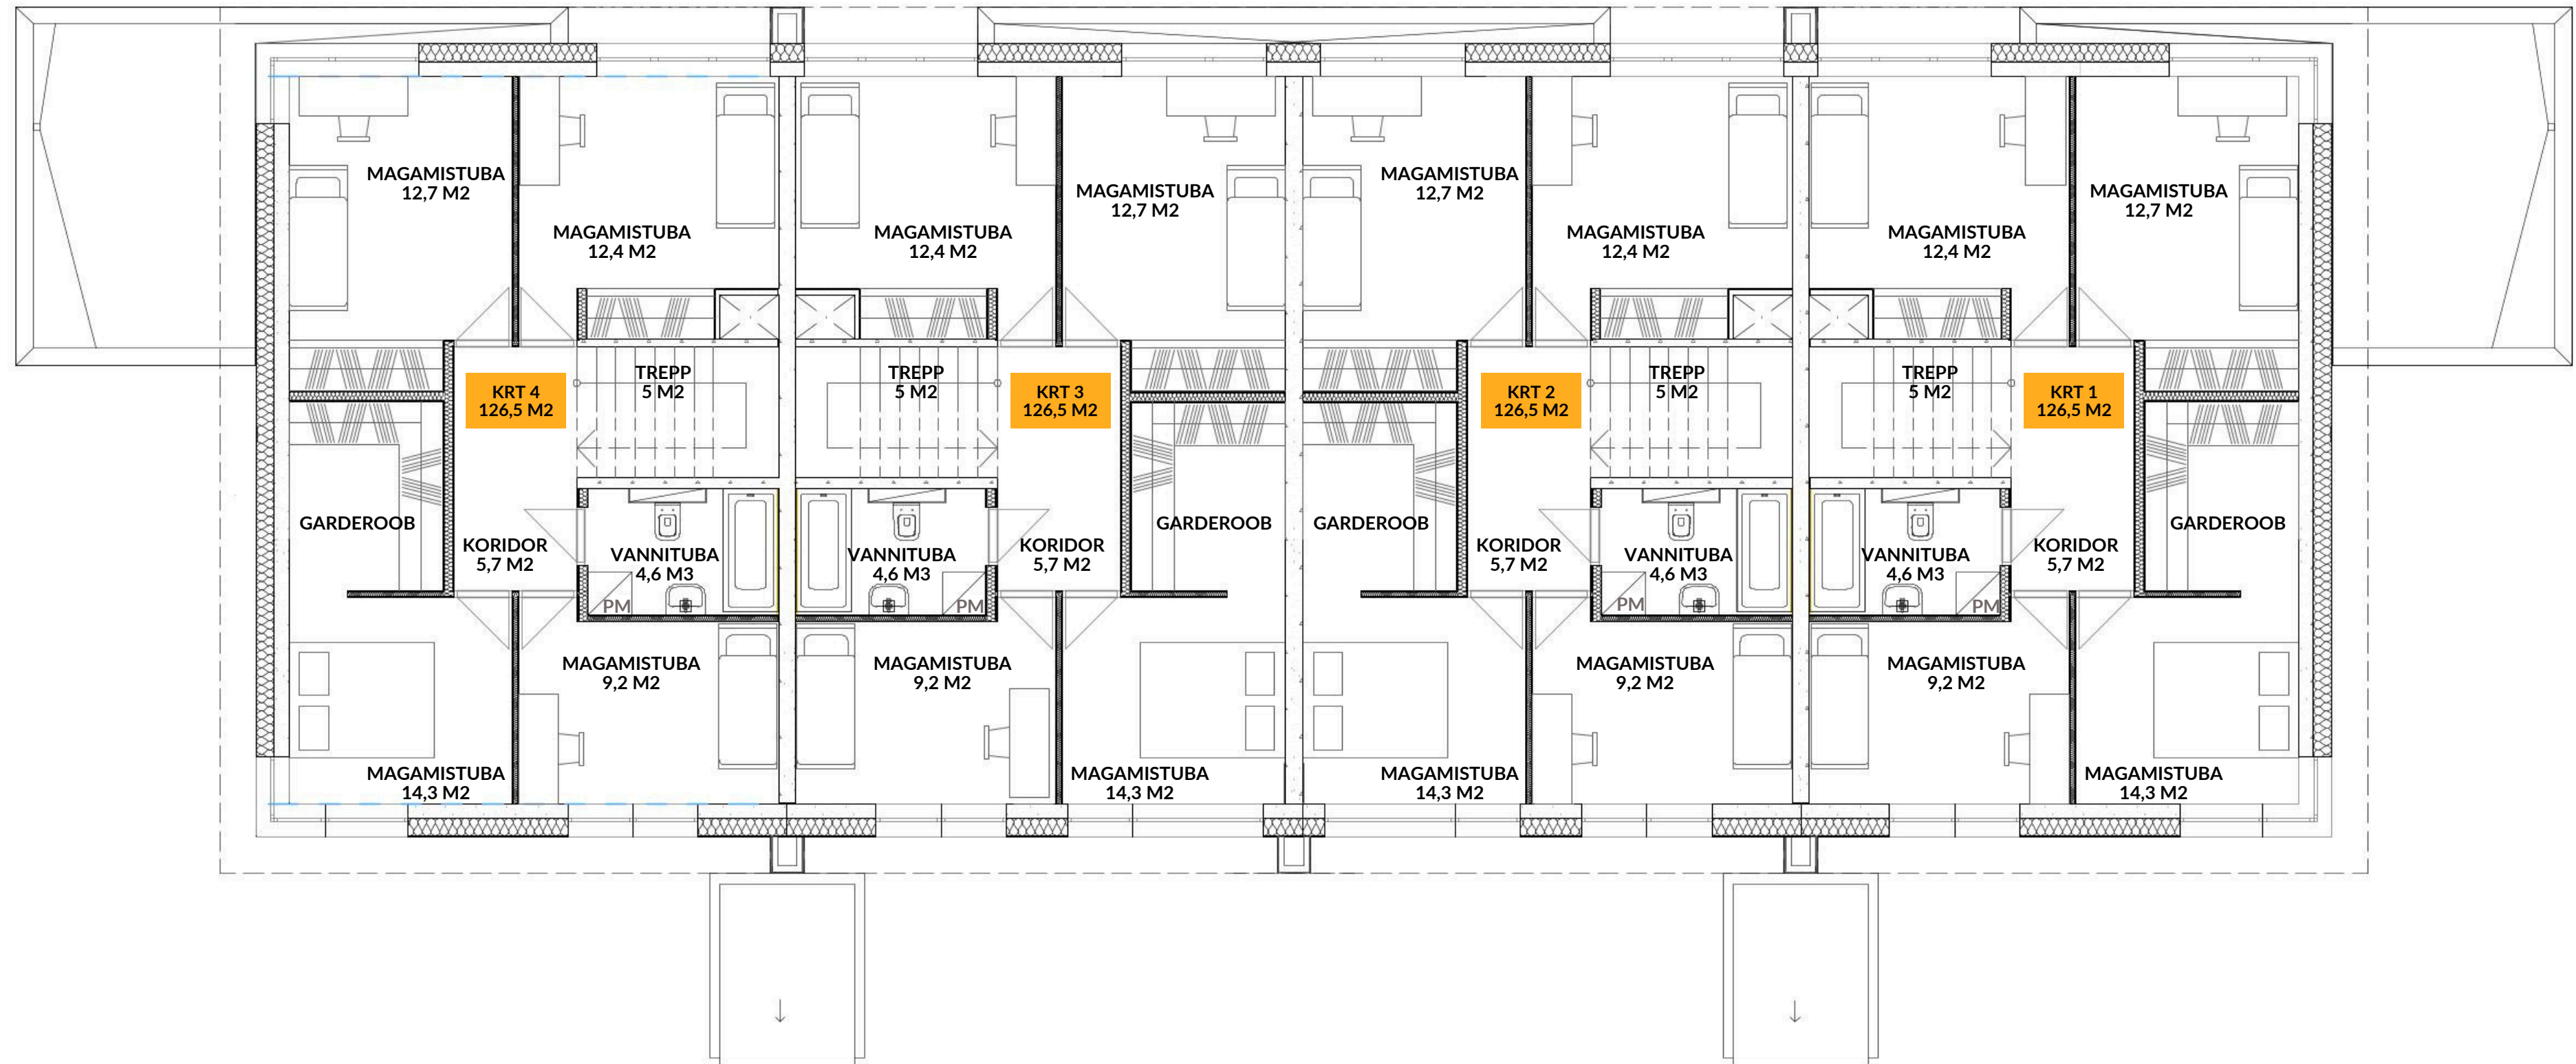 MAGAMISTUBA
12,7 M2
MAGAMISTUBA
12,4 M2
MAGAMISTUBA
12,4 M2
MAGAMISTUBA
12,7 M2
MAGAMISTUBA
12,7 M2
MAGAMISTUBA
12,4 M2
MAGAMISTUBA
12,4 M2
MAGAMISTUBA
12,7 M2
KRT 4
126,5 M2
TREPP
5 M2
TREPP
5 M2
KRT 3
126,5 M2
KRT 2
126,5 M2
TREPP
5 M2
TREPP
5 M2
KRT 1
126,5 M2
GARDEROOB
KORIDOR
5,7 M2
VANNITUBA
4,6 M3
PM
VANNITUBA
4,6 M3
PM
KORIDOR
5,7 M2
GARDEROOB
GARDEROOB
KORIDOR
5,7 M2
VANNITUBA
4,6 M3
PM
VANNITUBA
4,6 M3
PM
KORIDOR
5,7 M2
GARDEROOB
MAGAMISTUBA
14,3 M2
MAGAMISTUBA
9,2 M2
MAGAMISTUBA
9,2 M2
MAGAMISTUBA
14,3 M2
MAGAMISTUBA
14,3 M2
MAGAMISTUBA
9,2 M2
MAGAMISTUBA
9,2 M2
MAGAMISTUBA
14,3 M2